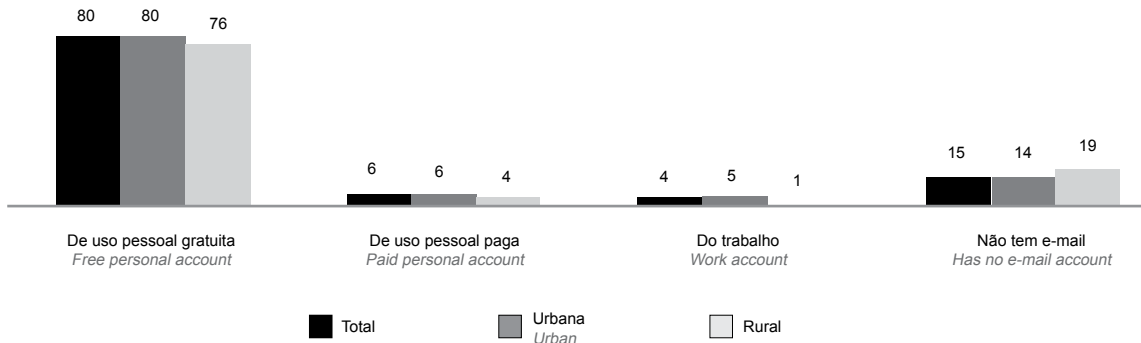 80 80 76
6 6 4
4 5 1
15 14 19
De uso pessoal gratuita
Free personal account
De uso pessoal paga
Paid personal account
Do trabalho
Work account
Não tem e-mail
Has no e-mail account
Total
Urbana
Urban
Rural